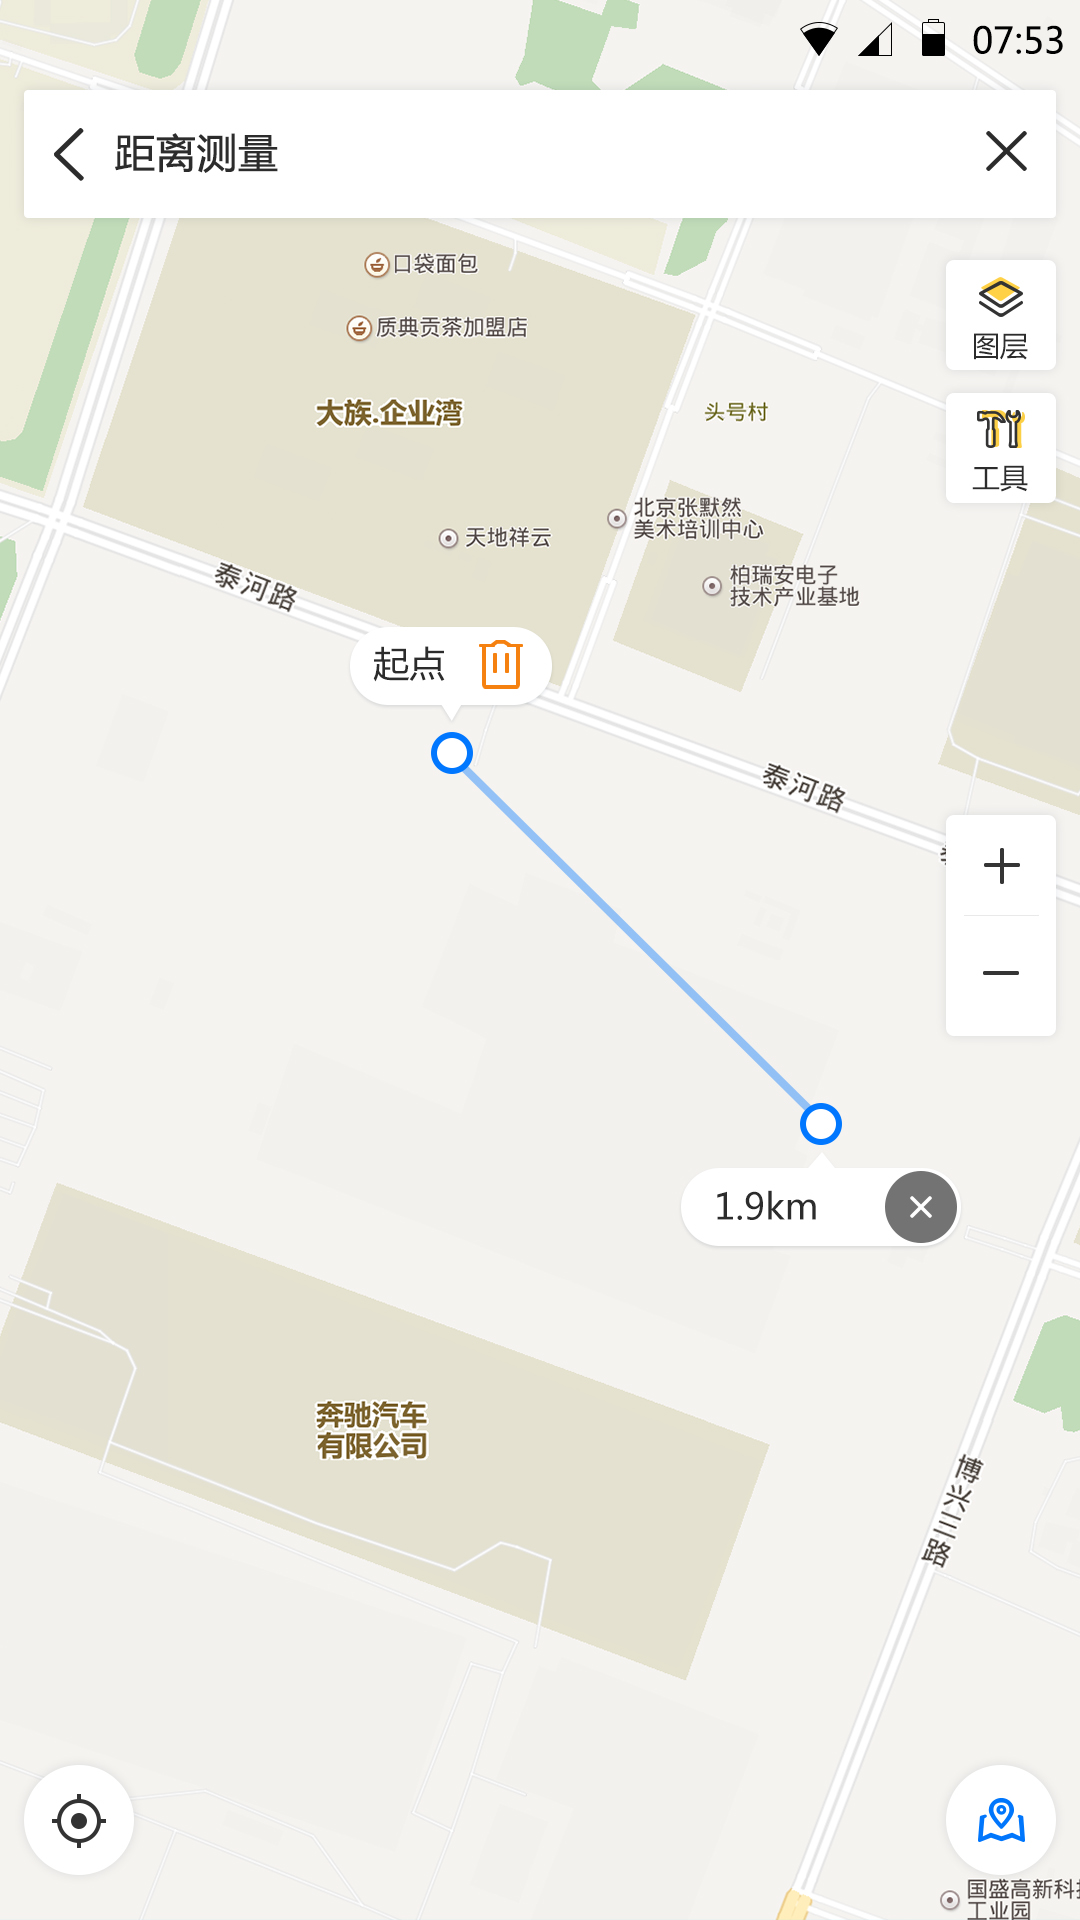 07:53
距离测量
口袋面包
质典贡茶加盟店
图层
大族.企业湾
头号村
工具
北京张默然
美术培训中心
天地祥云
柏瑞安电子
技术产业基地
泰河路
起点
泰河路
1.9km
奔驰汽车
有限公司
博兴三路
国盛高新科技
工业园